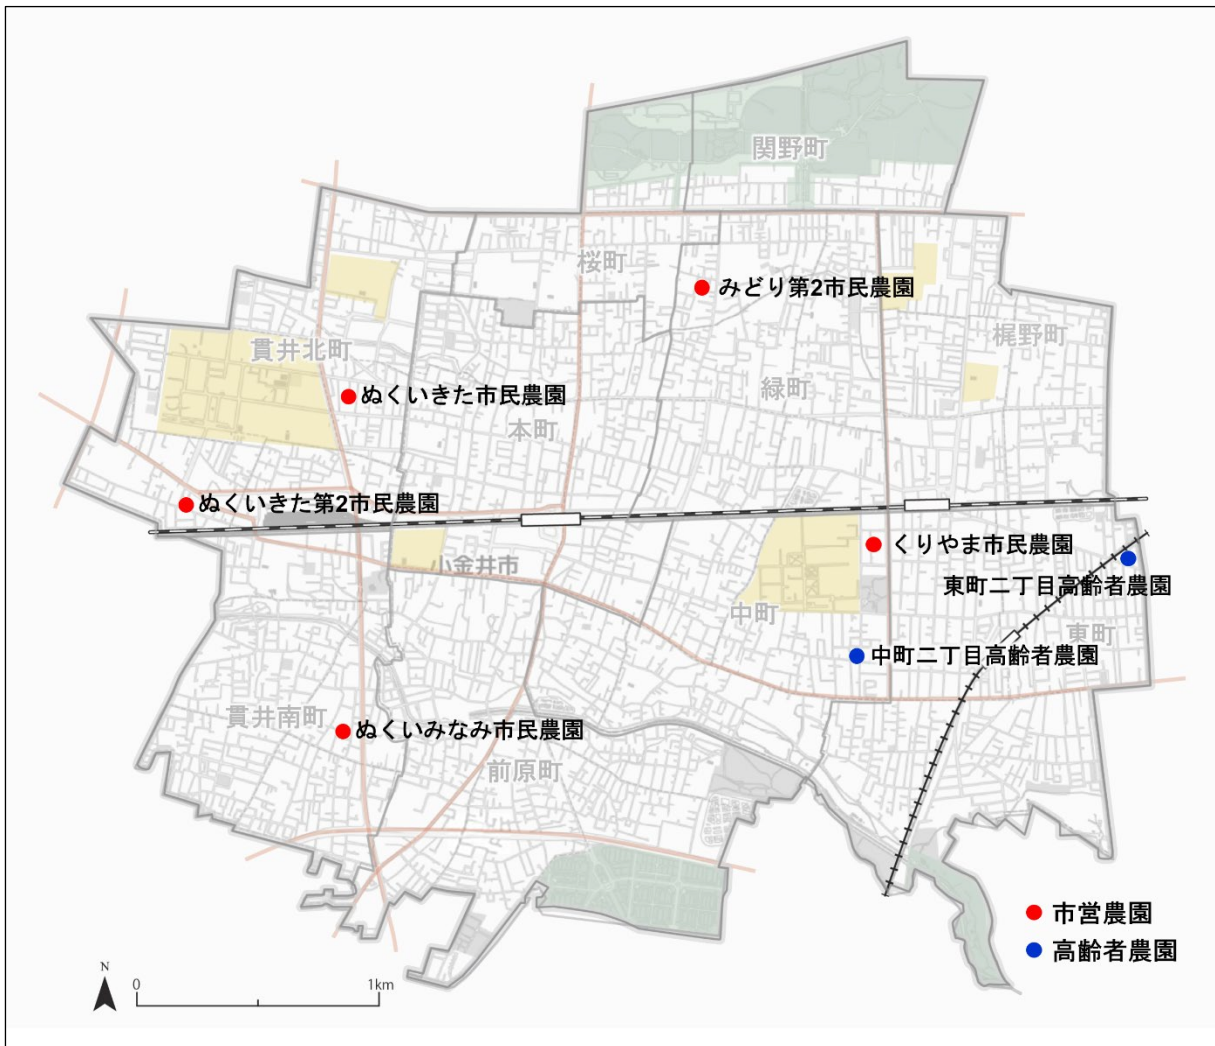 関野町
桜町
みどり第2市民農園
梶野町
貫井北町
緑町
ぬくいきた市民農園
本町
ぬくいきた第2市民農園
くりやま市民農園
小金井市
東町二丁目高齢者農園
中町
東町
中町二丁目高齢者農園
貫井南町
ぬくいみなみ市民農園
前原町
市営農園
高齢者農園
N
0
1km